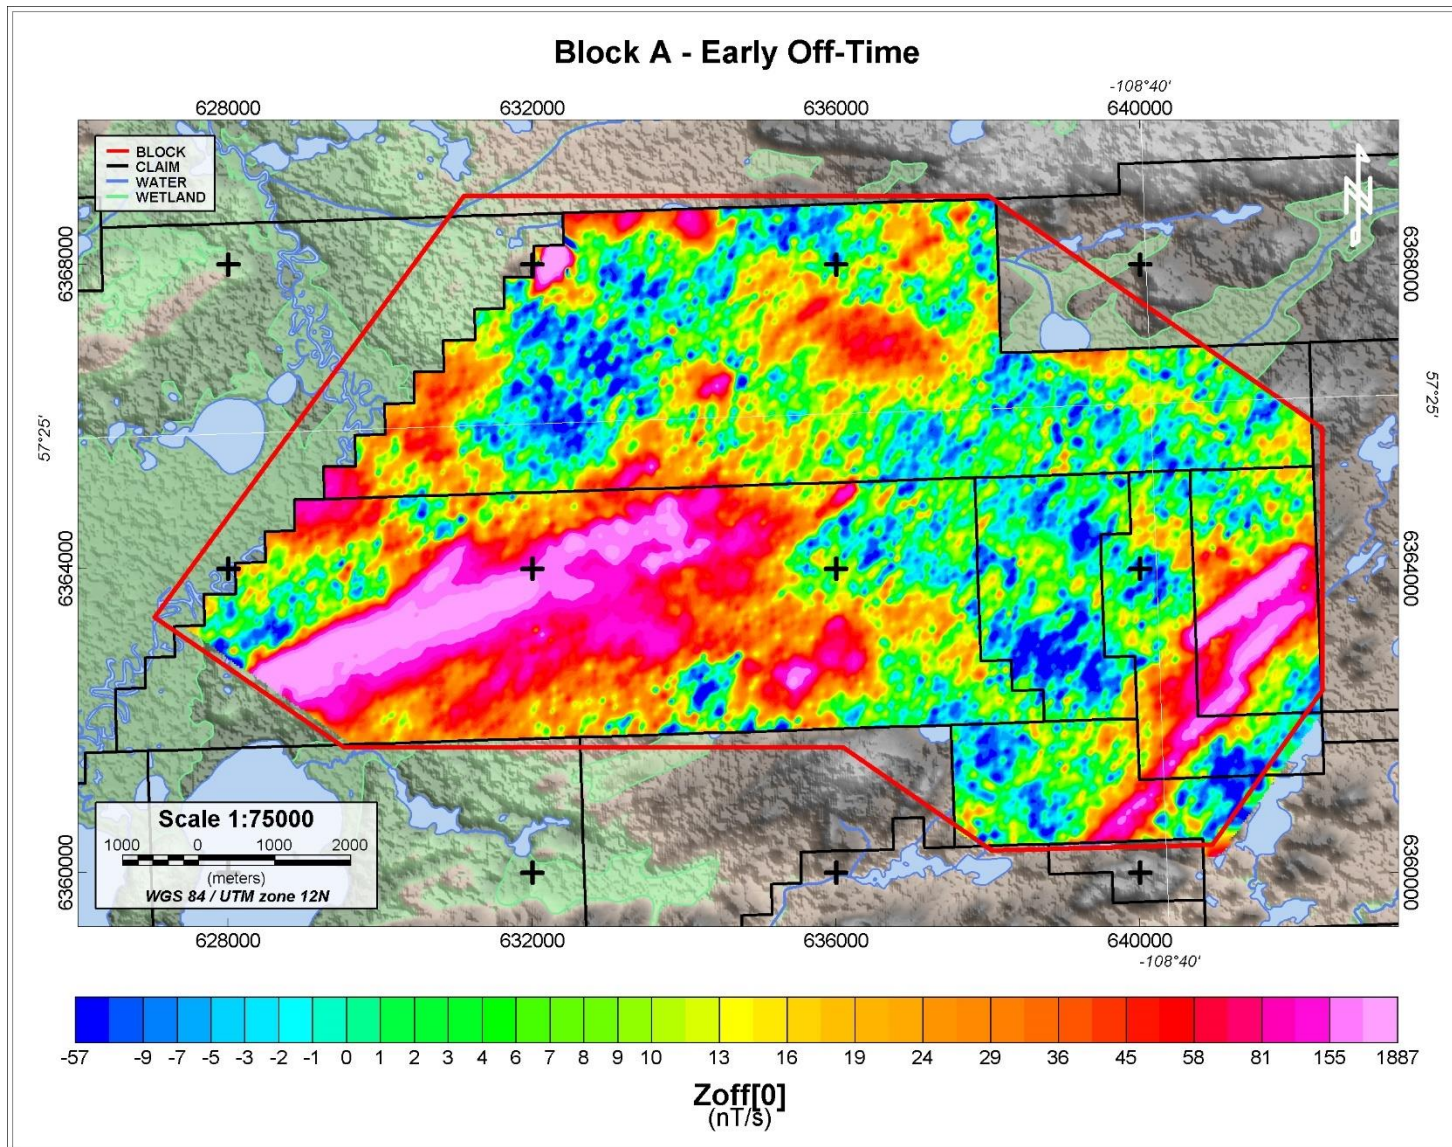 Block A - Early Off-Time
-108°40'
628000 632000 636000 640000
BLOCK
CLAIM
WATER
WETLAND
N
6368000 6368000
57°25' 57°25'
6364000 6364000
Scale 1:75000
1000 0 1000 2000
(meters)
WGS 84 / UTM zone 12N
6360000 6360000
628000 632000 636000 640000
-108°40'
-57 -9 -7 -5 -3 -2 -1 0 1 2 3 4 6 7 8 9 10 13 16 19 24 29 36 45 58 81 155 1887
Zoff[0]
(nT/s)